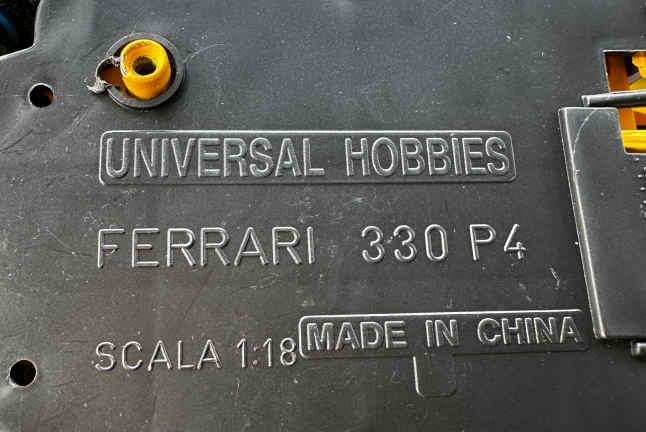 UNIVERSAL HOBBIES
FERRARI 330 P4
SCALA 1:18 MADE IN CHINA